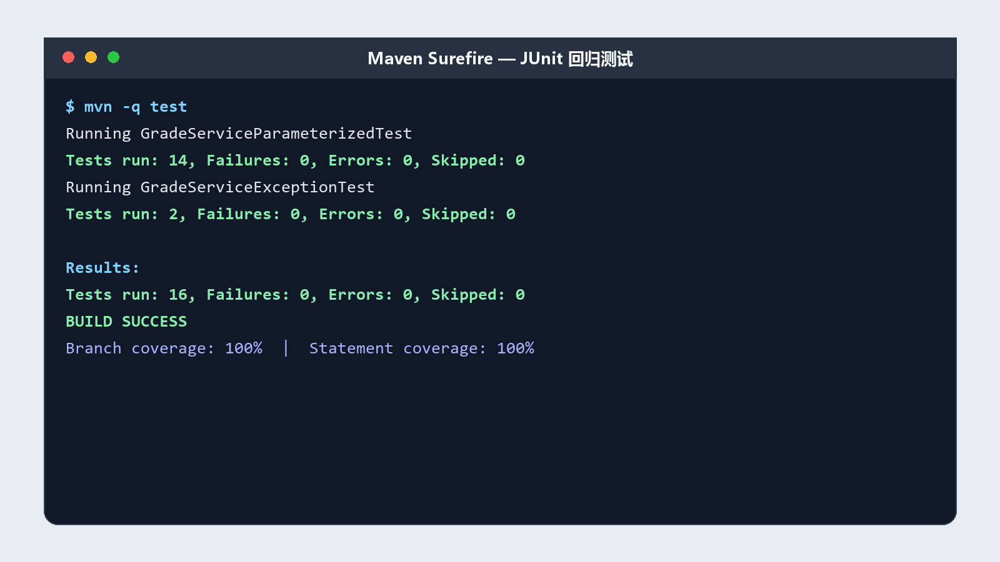 Maven Surefire — JUnit 回归测试
$ mvn -q test
Running GradeServiceParameterizedTest
Tests run: 14, Failures: 0, Errors: 0, Skipped: 0
Running GradeServiceExceptionTest
Tests run: 2, Failures: 0, Errors: 0, Skipped: 0
Results:
Tests run: 16, Failures: 0, Errors: 0, Skipped: 0
BUILD SUCCESS
Branch coverage: 100% | Statement coverage: 100%